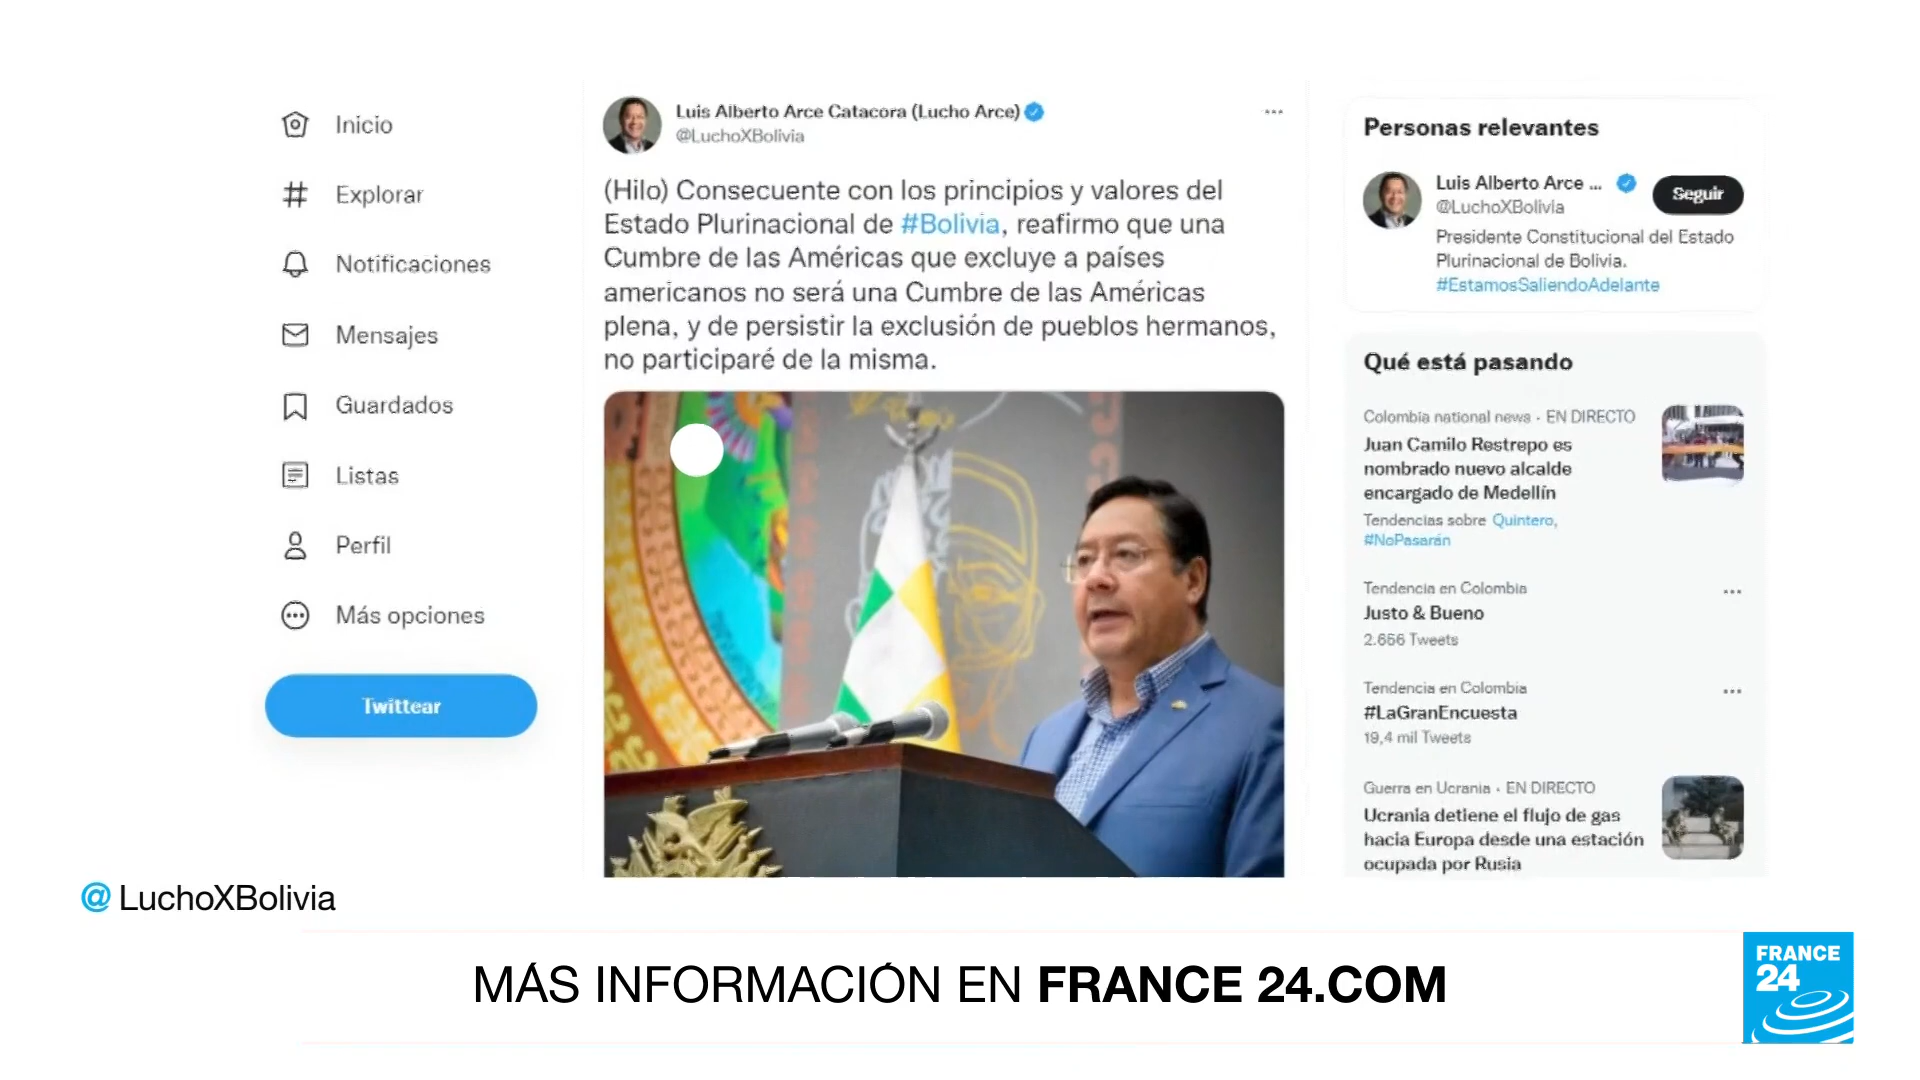 Inicio
Explorar
Notificaciones
Mensajes
Guardados
Listas
Perfil
Más opciones
Twittear
Luis Alberto Arce Catacora (Lucho Arce)
@LuchoXBolivia
(Hilo) Consecuente con los principios y valores del
Estado Plurinacional de #Bolivia, reafirmo que una
Cumbre de las Américas que excluye a países
americanos no será una Cumbre de las Américas
plena, y de persistir la exclusión de pueblos hermanos,
no participaré de la misma.
Personas relevantes
Luis Alberto Arce ...
@LuchoXBolivia
Seguir
Presidente Constitucional del Estado
Plurinacional de Bolivia.
#EstamosSaliendoAdelante
Qué está pasando
Colombia national news · EN DIRECTO
Juan Camilo Restrepo es
nombrado nuevo alcalde
encargado de Medellín
Tendencias sobre Quintero,
#NoPasarán
Tendencia en Colombia
Justo & Bueno
2.656 Tweets
Tendencia en Colombia
#LaGranEncuesta
19,4 mil Tweets
Guerra en Ucrania · EN DIRECTO
Ucrania detiene el flujo de gas
hacia Europa desde una estación
ocupada por Rusia
@ LuchoXBolivia
MÁS INFORMACIÓN EN FRANCE 24.COM
FRANCE
24